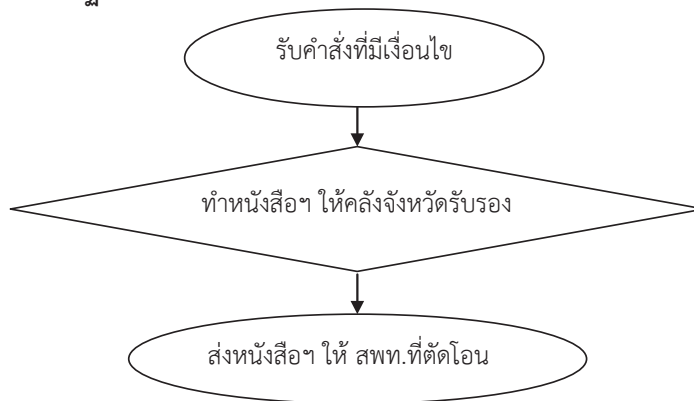 รับคำสั่งที่มีเงื่อนไข
ทำหนังสือฯ ให้คลังจังหวัดรับรอง
ส่งหนังสือฯ ให้ สพท.ที่ตัดโอน